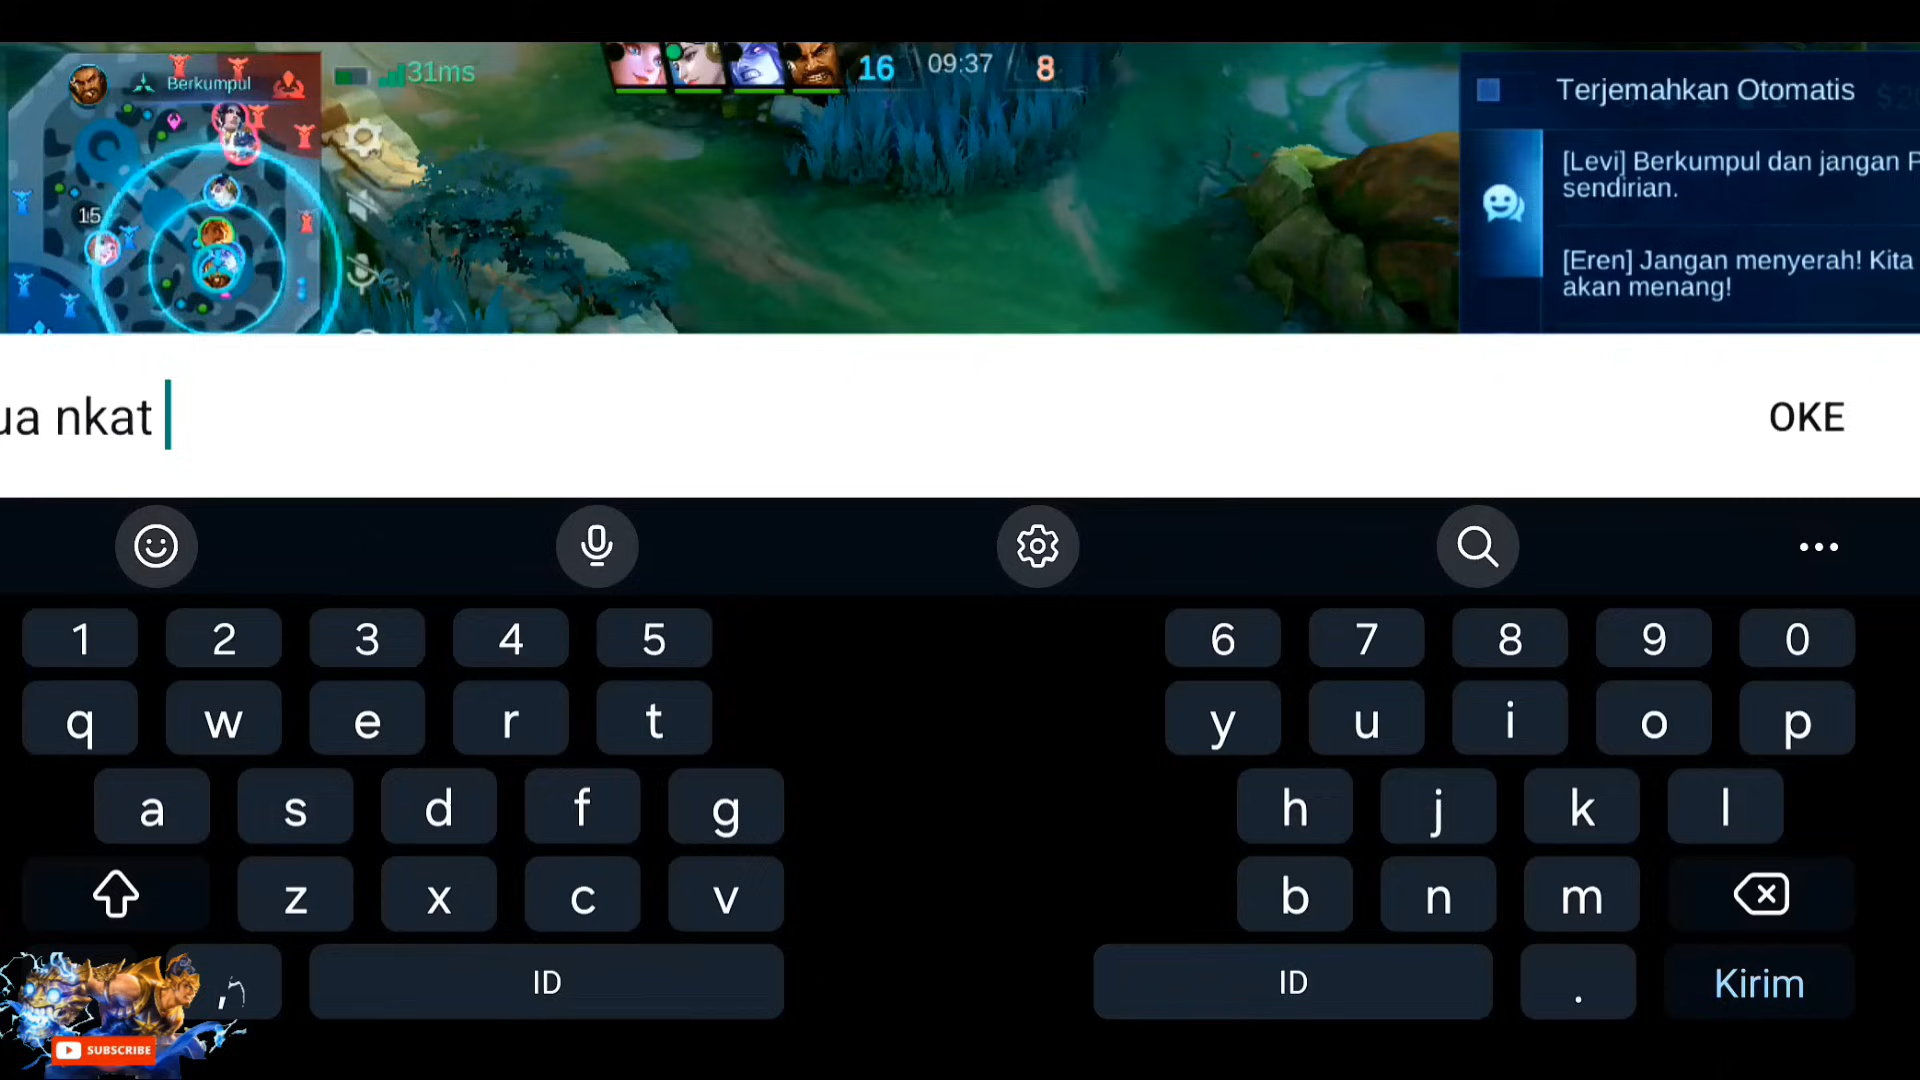 Berkumpul
31ms
16 09:37 8
15
Terjemahkan Otomatis
[Levi] Berkumpul dan jangan P
sendirian.
[Eren] Jangan menyerah! Kita
akan menang!
ua nkat
OKE
1 2 3 4 5 6 7 8 9 0
q w e r t y u i o p
a s d f g h j k l
z x c v b n m
, ID ID . Kirim
SUBSCRIBE